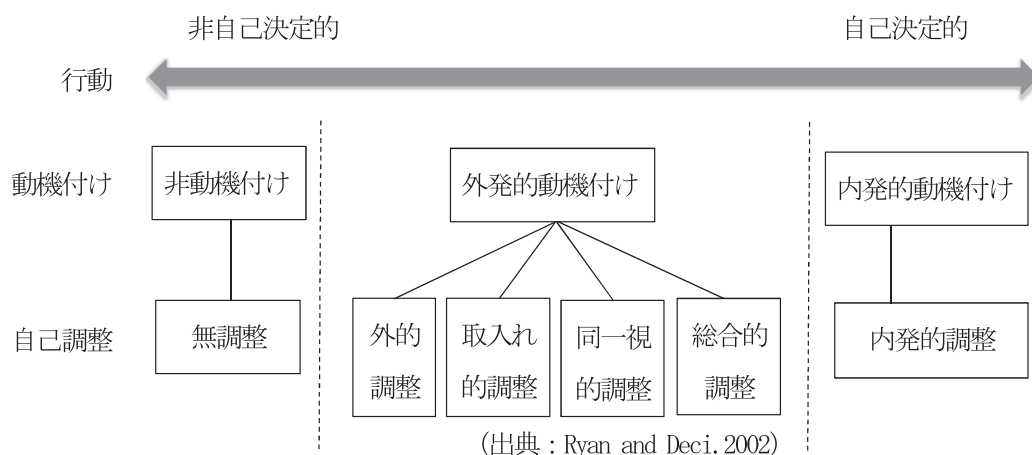 非自己決定的 自己決定的
行動
動機付け 非動機付け 外発的動機付け 内発的動機付け
自己調整 無調整 外的調整 取入れ的調整 同一視的調整 総合的調整 内発的調整
(出典：Ryan and Deci.2002)